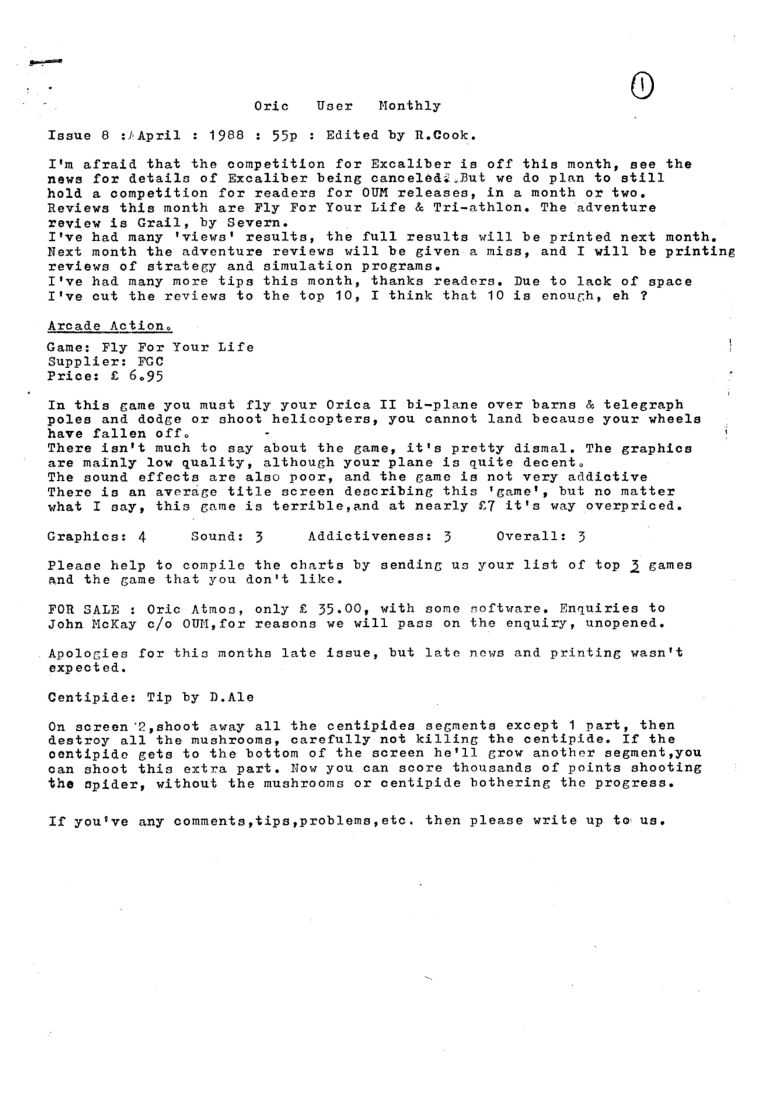 ①
Oric User Monthly
Issue 8 : April : 1988 : 55p : Edited by R.Cook.
I'm afraid that the competition for Excaliber is off this month, see the
news for details of Excaliber being canceled. But we do plan to still
hold a competition for readers for OUM releases, in a month or two.
Reviews this month are Fly For Your Life & Tri-athlon. The adventure
review is Grail, by Severn.
I've had many 'views' results, the full results will be printed next month.
Next month the adventure reviews will be given a miss, and I will be printing
reviews of strategy and simulation programs.
I've had many more tips this month, thanks readers. Due to lack of space
I've cut the reviews to the top 10, I think that 10 is enough, eh ?
Arcade Action.
Game: Fly For Your Life
Supplier: FGC
Price: £ 6.95
In this game you must fly your Orica II bi-plane over barns & telegraph
poles and dodge or shoot helicopters, you cannot land because your wheels
have fallen off.
There isn't much to say about the game, it's pretty dismal. The graphics
are mainly low quality, although your plane is quite decent.
The sound effects are also poor, and the game is not very addictive
There is an average title screen describing this 'game', but no matter
what I say, this game is terrible,and at nearly £7 it's way overpriced.
Graphics: 4 Sound: 3 Addictiveness: 3 Overall: 3
Please help to compile the charts by sending us your list of top 3 games
and the game that you don't like.
FOR SALE : Oric Atmos, only £ 35.00, with some software. Enquiries to
John McKay c/o OUM,for reasons we will pass on the enquiry, unopened.
Apologies for this months late issue, but late news and printing wasn't
expected.
Centipide: Tip by D.Ale
On screen 2,shoot away all the centipides segments except 1 part, then
destroy all the mushrooms, carefully not killing the centipide. If the
centipide gets to the bottom of the screen he'll grow another segment,you
can shoot this extra part. Now you can score thousands of points shooting
the spider, without the mushrooms or centipide bothering the progress.
If you've any comments,tips,problems,etc. then please write up to us.